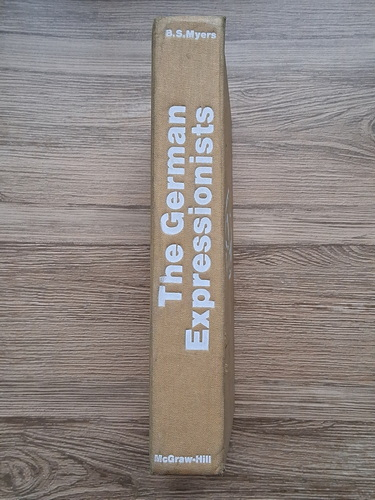 B.S.Myers
The German
Expressionists
McGraw-Hill